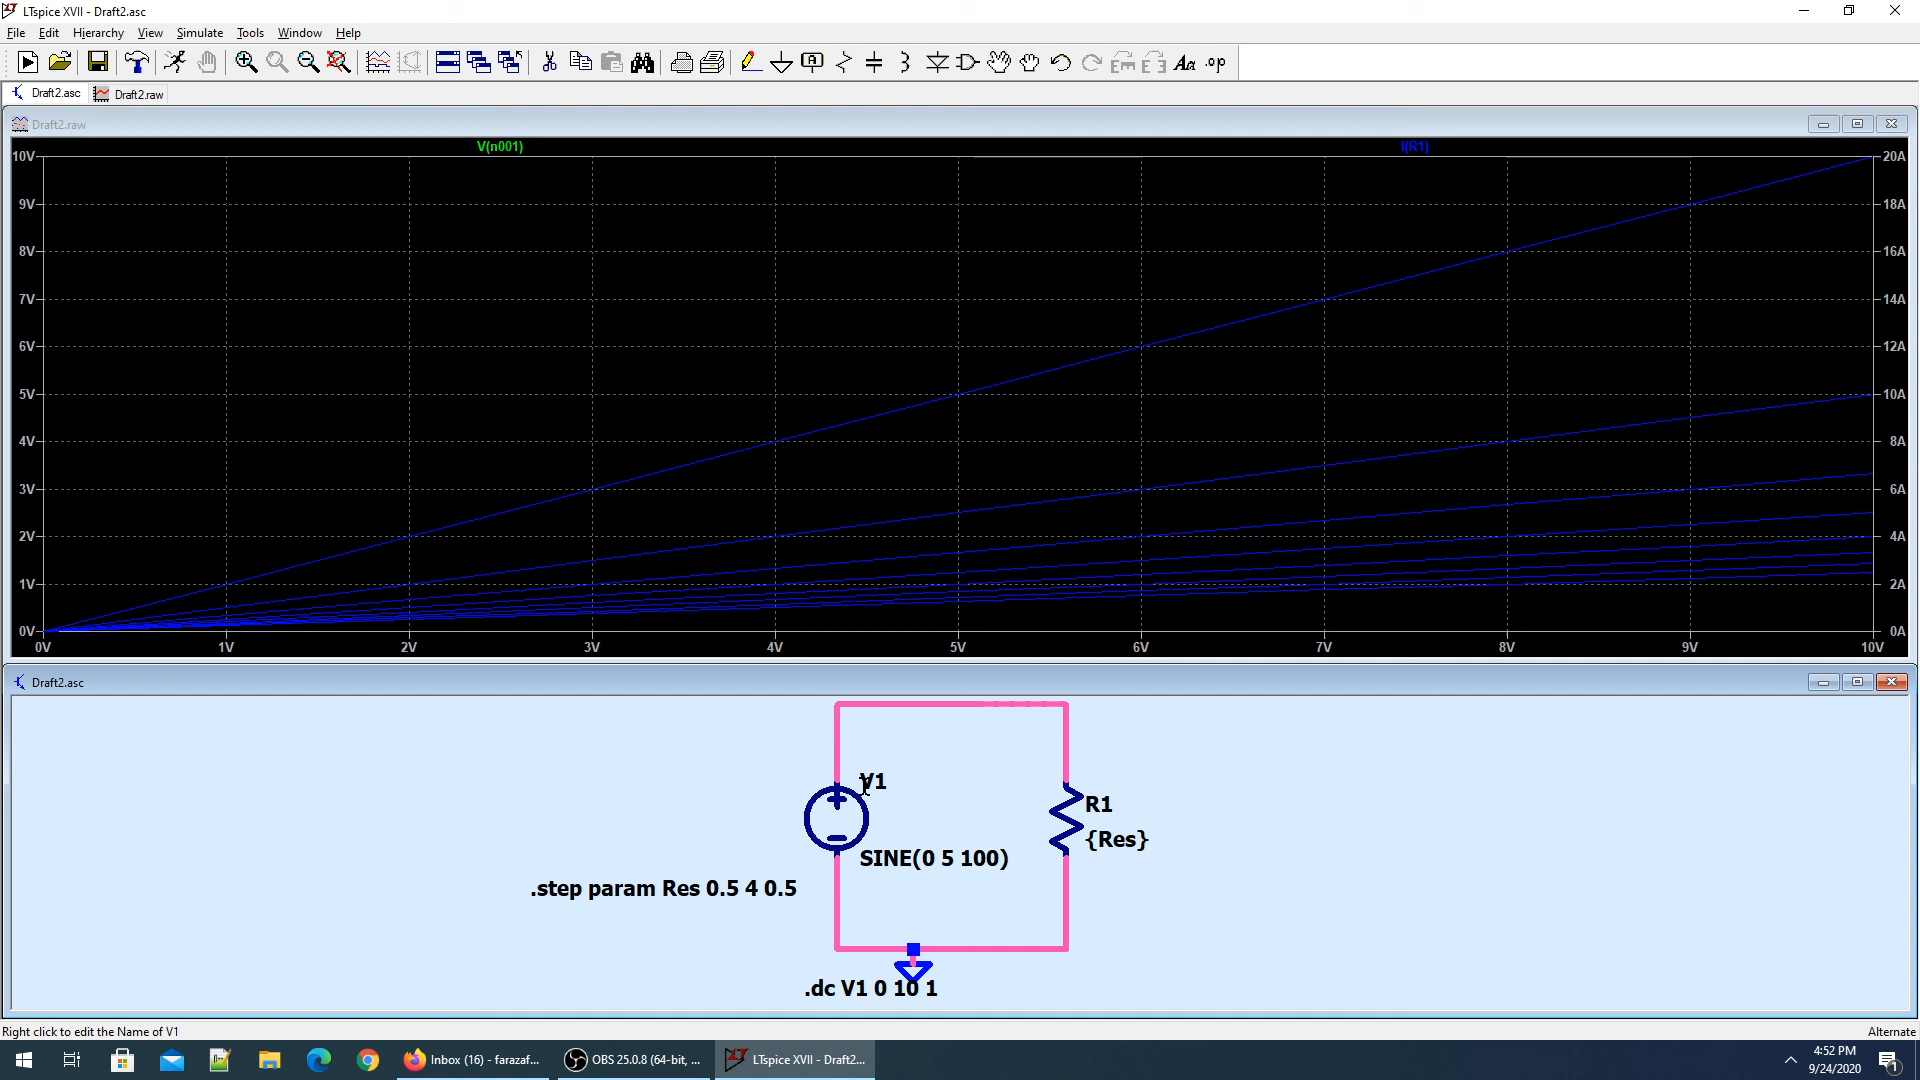 LTspice XVII - Draft2.asc
File Edit Hierarchy View Simulate Tools Window Help
A Aa .op
Draft2.asc Draft2.raw
Draft2.raw
V(n001) I(R1)
10V 20A
9V 18A
8V 16A
7V 14A
6V 12A
5V 10A
4V 8A
3V 6A
2V 4A
1V 2A
0V 0A
0V 1V 2V 3V 4V 5V 6V 7V 8V 9V 10V
Draft2.asc
V1
R1
{Res}
SINE(0 5 100)
.step param Res 0.5 4 0.5
.dc V1 0 10 1
Right click to edit the Name of V1 Alternate
Inbox (16) - farazaf... OBS 25.0.8 (64-bit, ... LTspice XVII - Draft2...
4:52 PM
9/24/2020
1